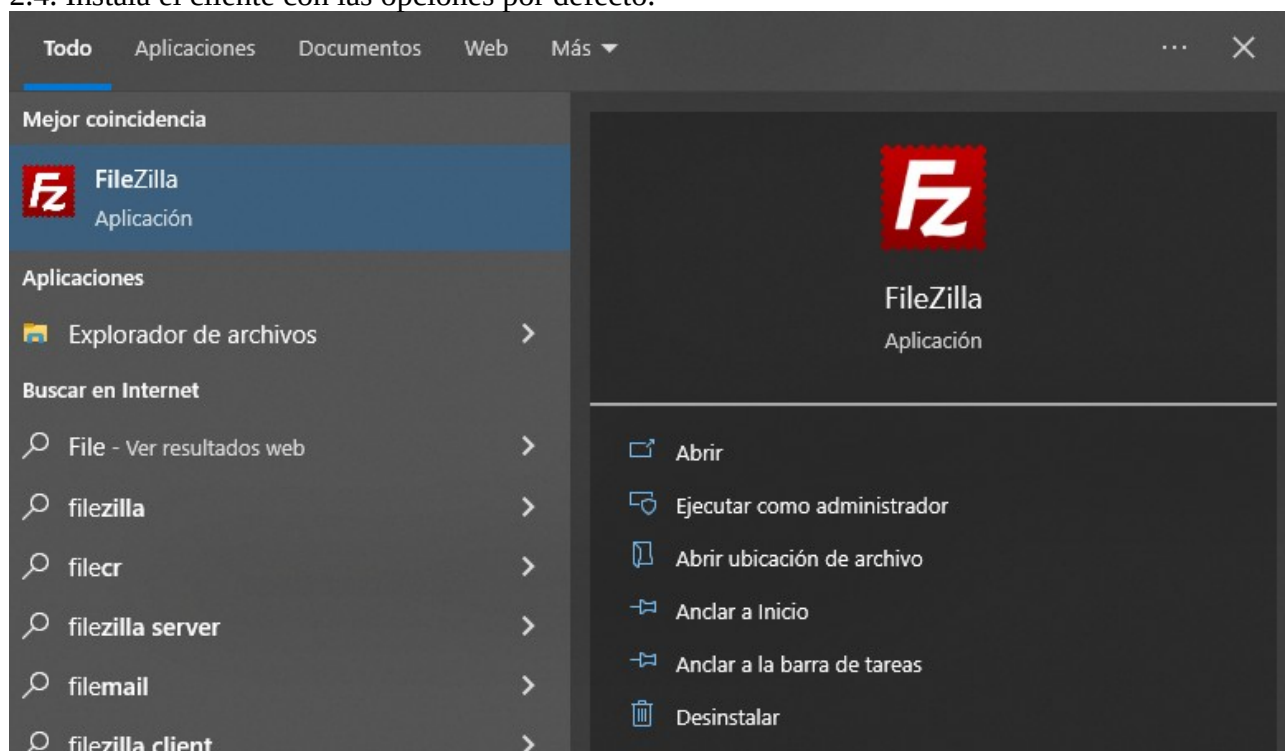 2.4. Instala el cliente con las opciones por defecto.
Todo Aplicaciones Documentos Web Más
Mejor coincidencia
FileZilla
Aplicación
Aplicaciones
Explorador de archivos
Buscar en Internet
File - Ver resultados web
filezilla
filecr
filezilla server
filemail
filezilla client
Fz
FileZilla
Aplicación
Abrir
Ejecutar como administrador
Abrir ubicación de archivo
Anclar a Inicio
Anclar a la barra de tareas
Desinstalar